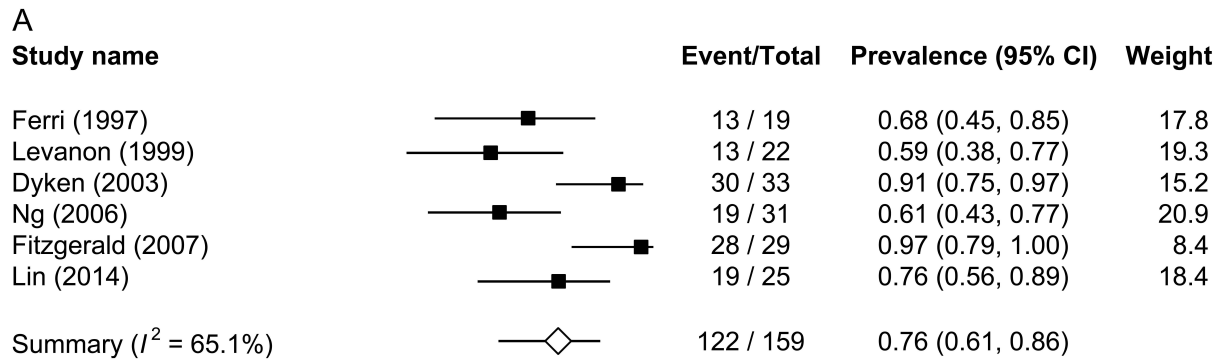 A
Study name Event/Total Prevalence (95% CI) Weight
Ferri (1997) 13 / 19 0.68 (0.45, 0.85) 17.8
Levanon (1999) 13 / 22 0.59 (0.38, 0.77) 19.3
Dyken (2003) 30 / 33 0.91 (0.75, 0.97) 15.2
Ng (2006) 19 / 31 0.61 (0.43, 0.77) 20.9
Fitzgerald (2007) 28 / 29 0.97 (0.79, 1.00) 8.4
Lin (2014) 19 / 25 0.76 (0.56, 0.89) 18.4
Summary (I² = 65.1%) 122 / 159 0.76 (0.61, 0.86)